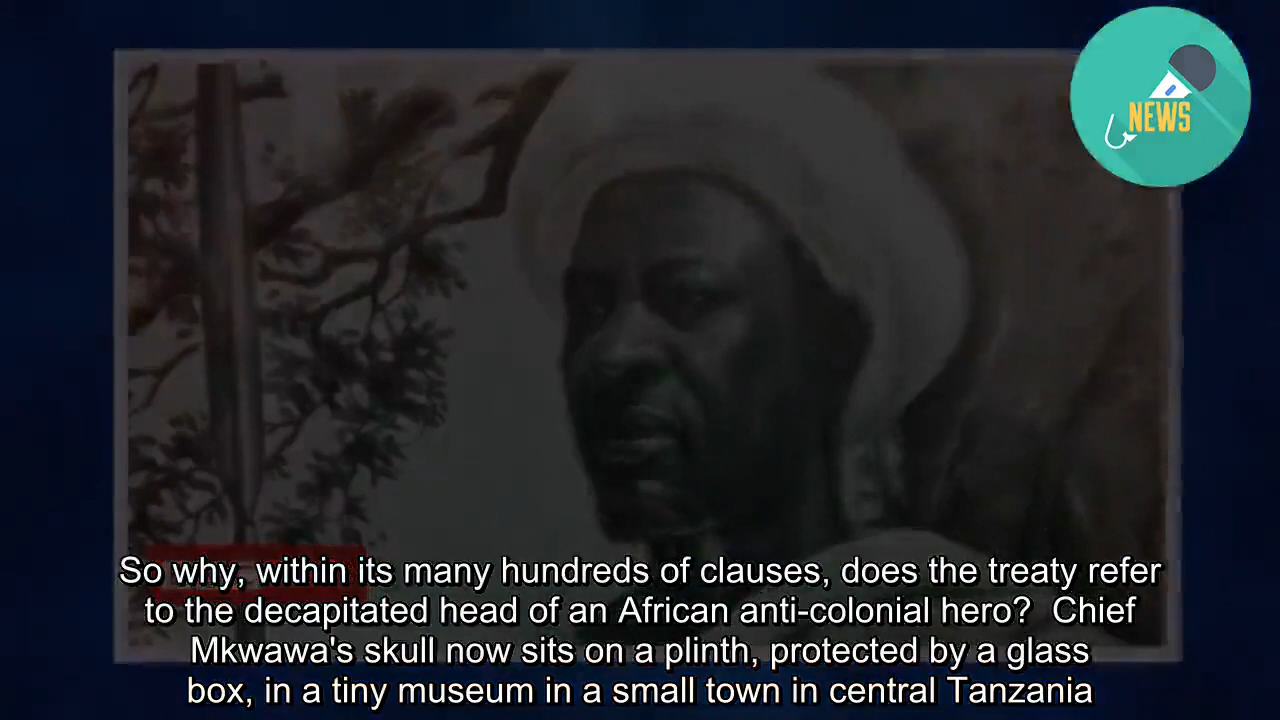 NEWS
So why, within its many hundreds of clauses, does the treaty refer
to the decapitated head of an African anti-colonial hero?  Chief
Mkwawa's skull now sits on a plinth, protected by a glass
box, in a tiny museum in a small town in central Tanzania